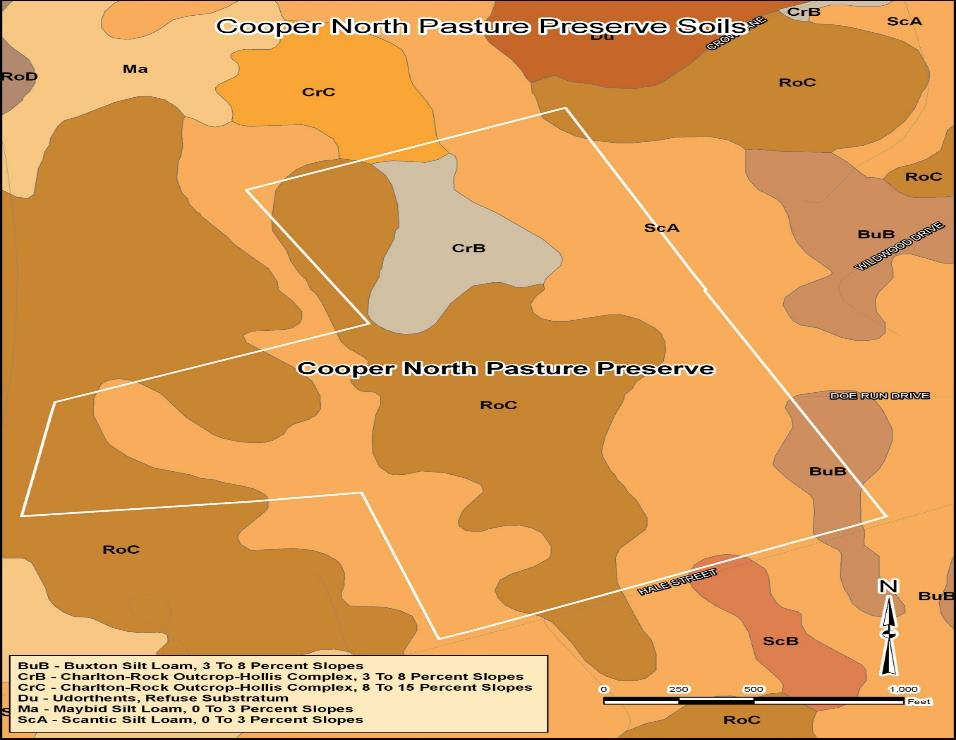 Cooper North Pasture Preserve Soils
CrB
ScA
Du
CROW LANE
RoD
Ma
CrC
RoC
RoC
ScA
CrB
BuB
WILDWOOD DRIVE
Cooper North Pasture Preserve
RoC
DOE RUN DRIVE
BuB
RoC
HALE STREET
N
BuB
ScB
BuB - Buxton Silt Loam, 3 To 8 Percent Slopes
CrB - Charlton-Rock Outcrop-Hollis Complex, 3 To 8 Percent Slopes
CrC - Charlton-Rock Outcrop-Hollis Complex, 8 To 15 Percent Slopes
Du - Udorthents, Refuse Substratum
Ma - Maybid Silt Loam, 0 To 3 Percent Slopes
ScA - Scantic Silt Loam, 0 To 3 Percent Slopes
0 250 500 1,000
Feet
RoC